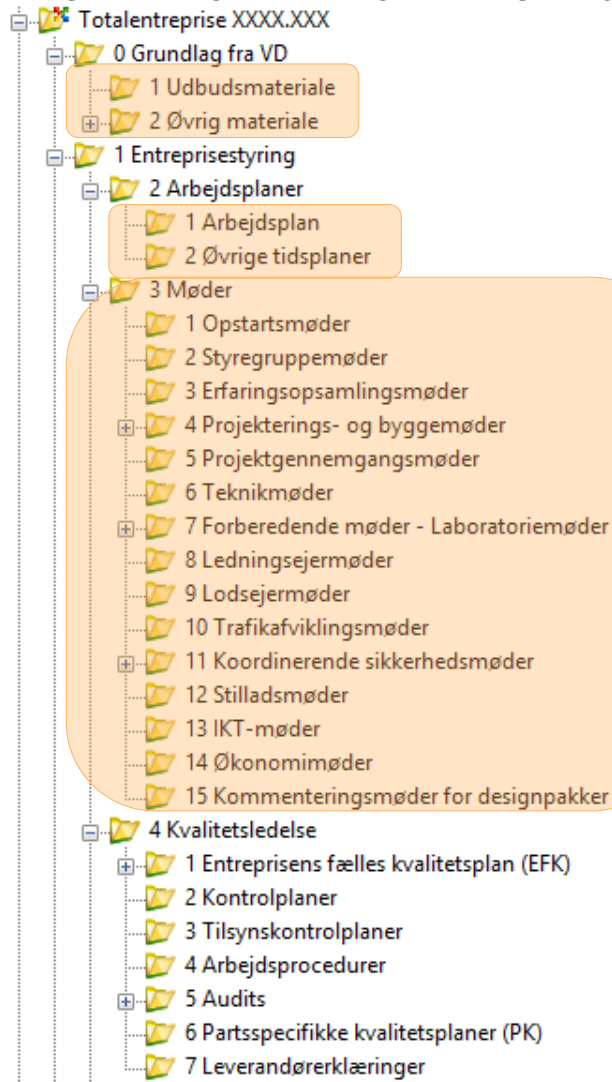 Totalentreprise XXXX.XXX
0 Grundlag fra VD
1 Udbudsmateriale
2 Øvrig materiale
1 Entreprisestyring
2 Arbejdsplaner
1 Arbejdsplan
2 Øvrige tidsplaner
3 Møder
1 Opstartsmøder
2 Styregruppemøder
3 Erfaringsopsamlingsmøder
4 Projekterings- og byggemøder
5 Projektgennemgangsmøder
6 Teknikmøder
7 Forberedende møder - Laboratoriemøder
8 Ledningsejermøder
9 Lodsejermøder
10 Trafikafviklingsmøder
11 Koordinerende sikkerhedsmøder
12 Stilladsmøder
13 IKT-møder
14 Økonomimøder
15 Kommenteringsmøder for designpakker
4 Kvalitetsledelse
1 Entreprisens fælles kvalitetsplan (EFK)
2 Kontrolplaner
3 Tilsynskontrolplaner
4 Arbejdsprocedurer
5 Audits
6 Partsspecifikke kvalitetsplaner (PK)
7 Leverandørerklæringer